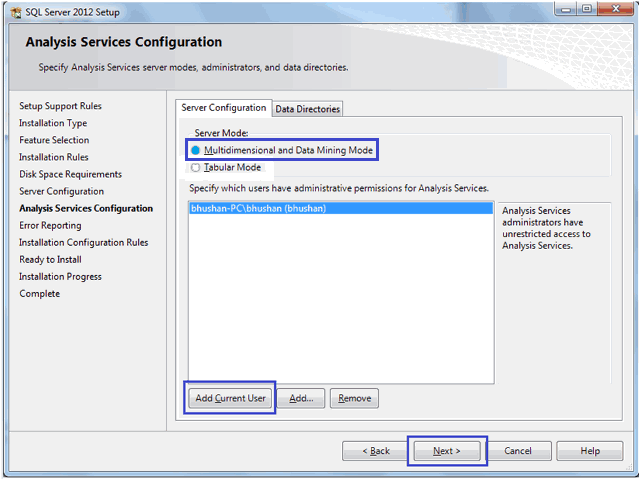 SQL Server 2012 Setup
Analysis Services Configuration
Specify Analysis Services server modes, administrators, and data directories.
Setup Support Rules
Installation Type
Feature Selection
Installation Rules
Disk Space Requirements
Server Configuration
Analysis Services Configuration
Error Reporting
Installation Configuration Rules
Ready to Install
Installation Progress
Complete
Server Configuration
Data Directories
Server Mode:
Multidimensional and Data Mining Mode
Tabular Mode
Specify which users have administrative permissions for Analysis Services.
bhushan-PC\bhushan (bhushan)
Analysis Services
administrators have
unrestricted access to
Analysis Services.
Add Current User
Add...
Remove
< Back
Next >
Cancel
Help